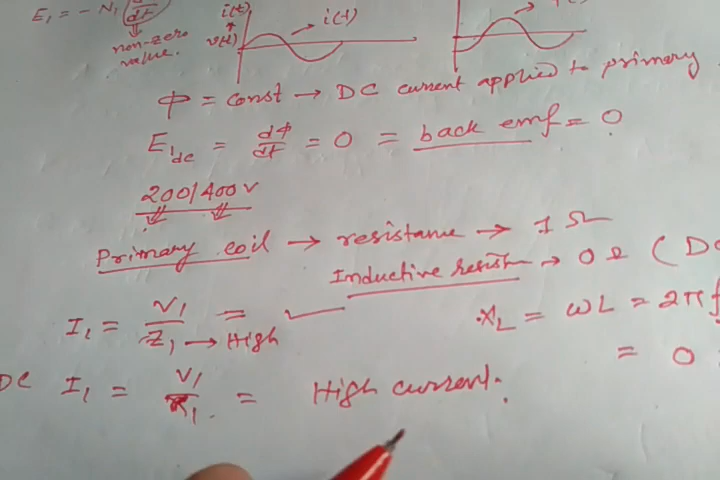 E₁ = - N₁ dφ/dt
non-zero value.
i(t),
v(t)
i(t)
φ = const → DC current applied to primary
E₁dc = dφ/dt = 0 = back emf = 0
200/400 V
Primary coil → resistance → 1 Ω
Inductive resist → 0 Ω (DC
I₁ = V₁/Z₁ → High =
X_L = ωL = 2πf
= 0
DC I₁ = V₁/R₁ = High current.